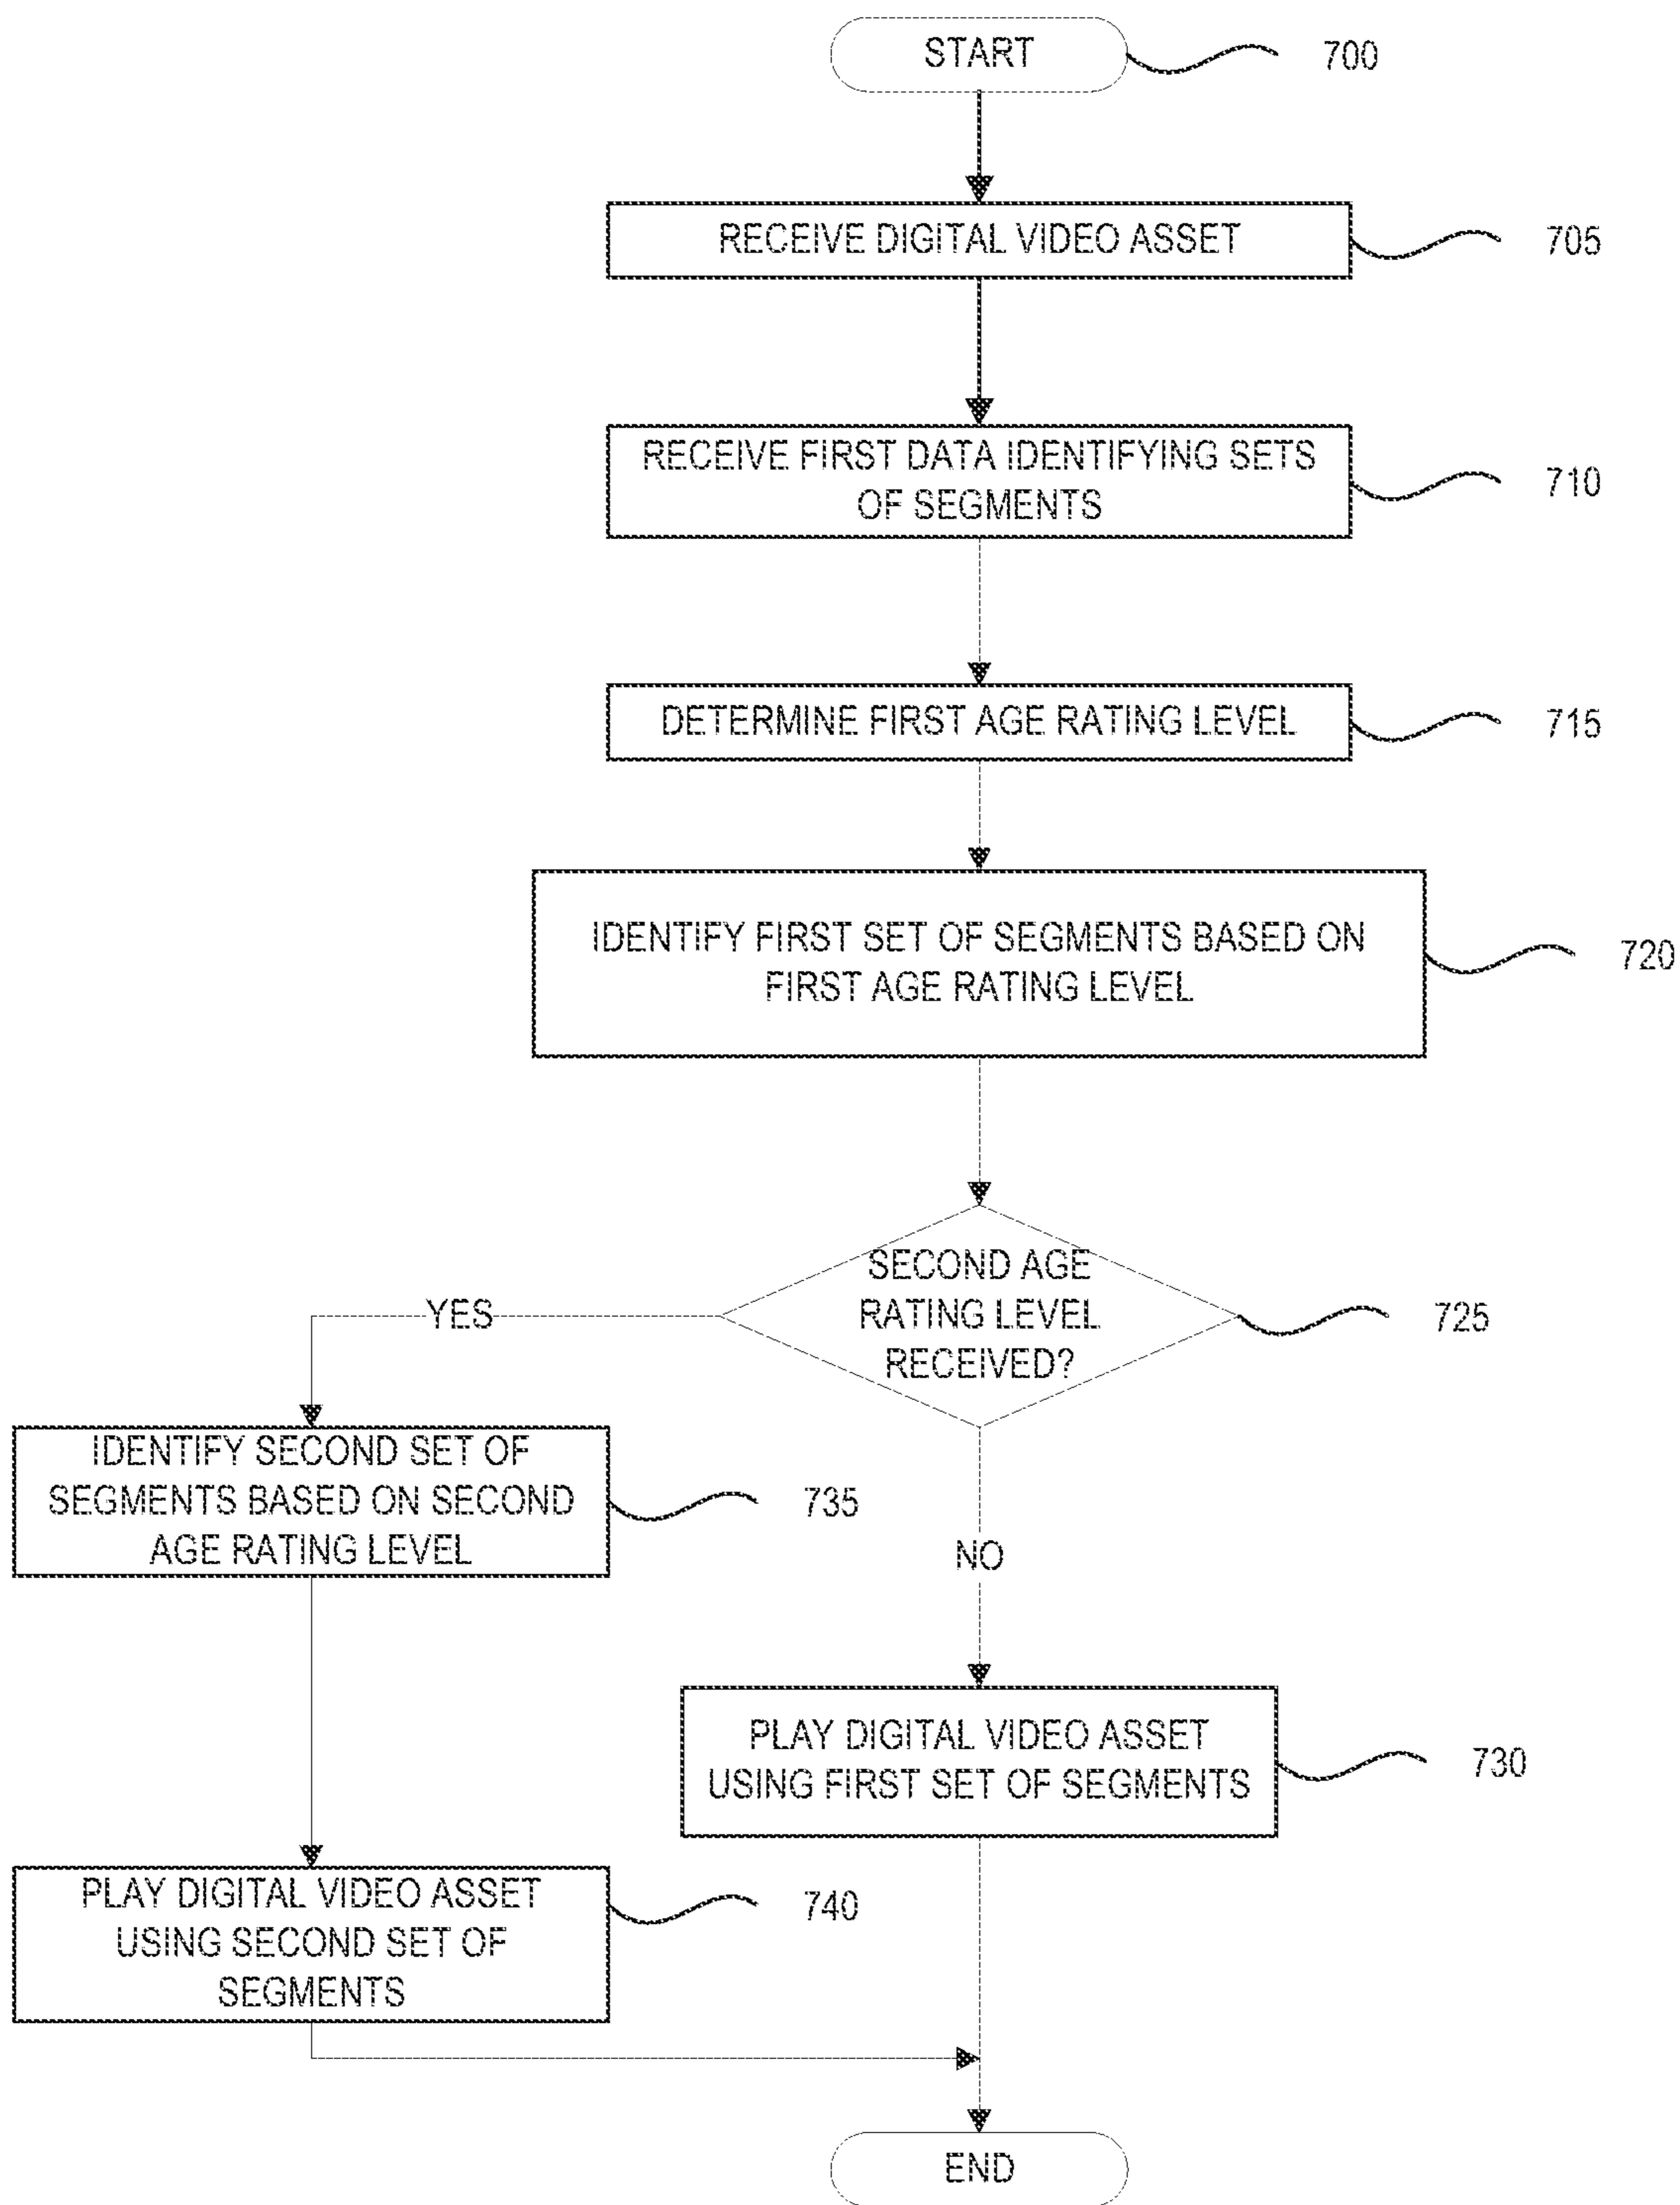 START
700
RECEIVE DIGITAL VIDEO ASSET
705
RECEIVE FIRST DATA IDENTIFYING SETS
OF SEGMENTS
710
DETERMINE FIRST AGE RATING LEVEL
715
IDENTIFY FIRST SET OF SEGMENTS BASED ON
FIRST AGE RATING LEVEL
720
SECOND AGE
RATING LEVEL
RECEIVED?
725
YES
IDENTIFY SECOND SET OF
SEGMENTS BASED ON SECOND
AGE RATING LEVEL
735
NO
PLAY DIGITAL VIDEO ASSET
USING FIRST SET OF SEGMENTS
730
PLAY DIGITAL VIDEO ASSET
USING SECOND SET OF
SEGMENTS
740
END